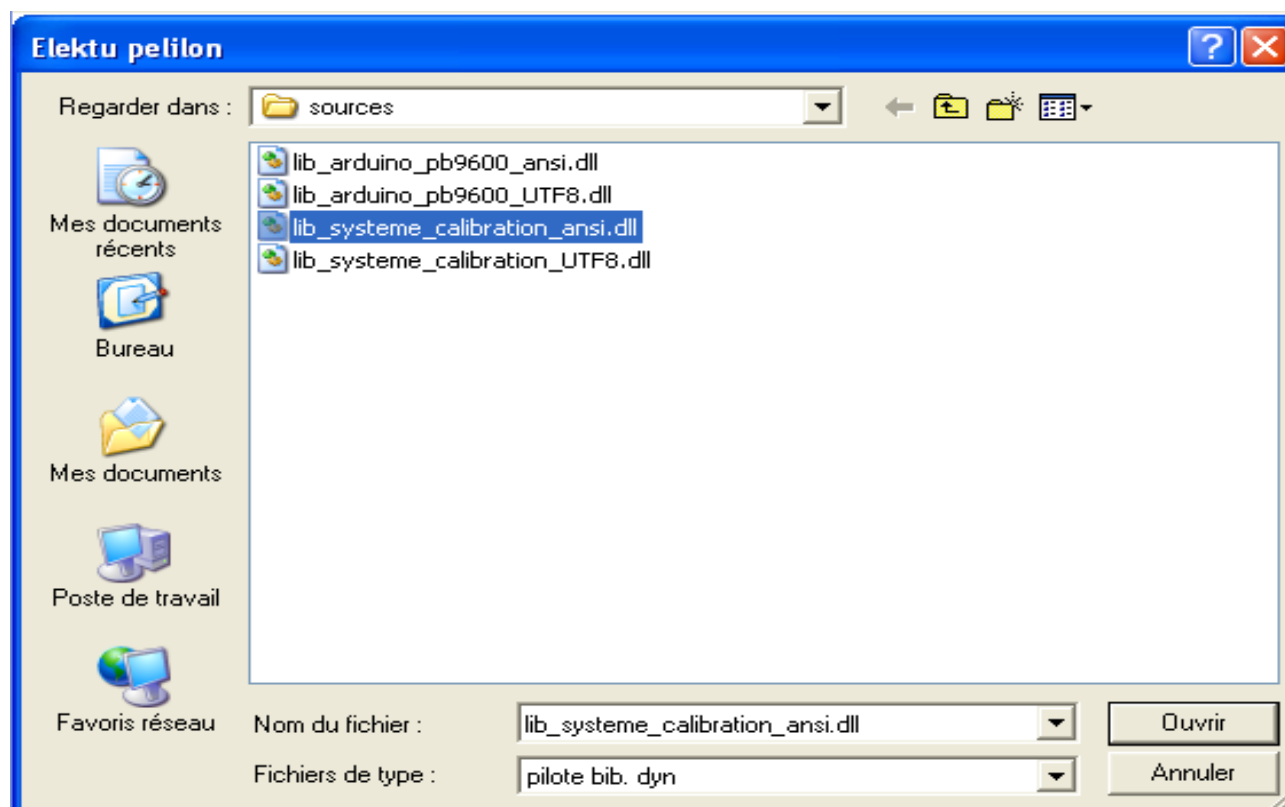 Elektu pelilon
Regarder dans :
sources
Mes documents
récents
Bureau
Mes documents
Poste de travail
Favoris réseau
lib_arduino_pb9600_ansi.dll
lib_arduino_pb9600_UTF8.dll
lib_systeme_calibration_ansi.dll
lib_systeme_calibration_UTF8.dll
Nom du fichier :
lib_systeme_calibration_ansi.dll
Ouvrir
Fichiers de type :
pilote bib. dyn
Annuler